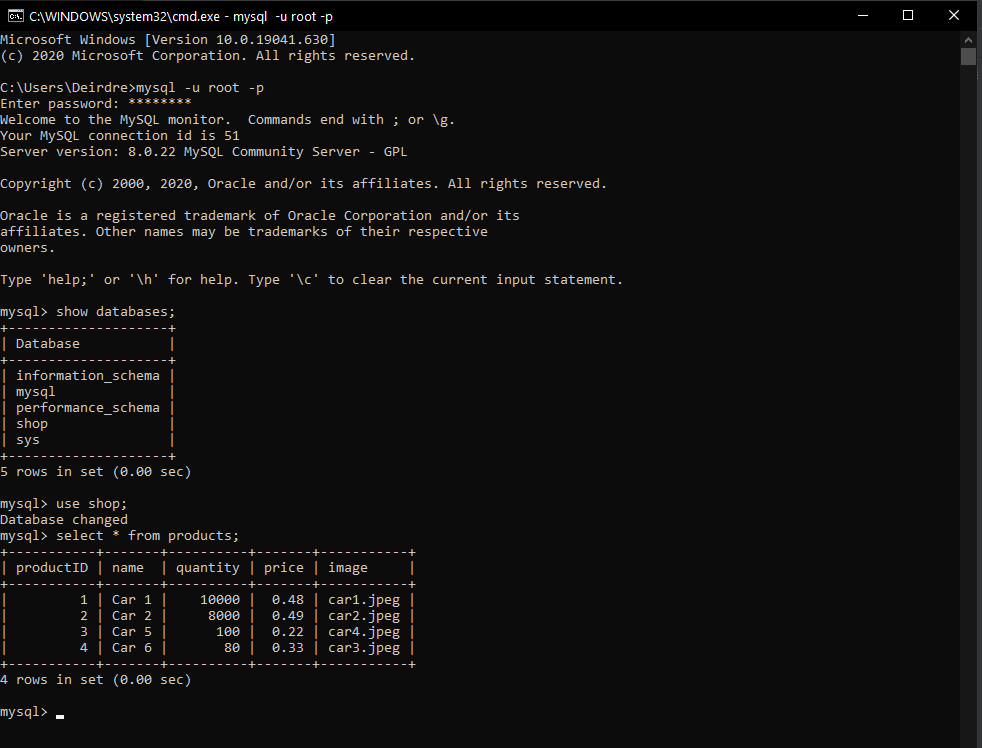 C:\WINDOWS\system32\cmd.exe - mysql  -u root -p
Microsoft Windows [Version 10.0.19041.630]
(c) 2020 Microsoft Corporation. All rights reserved.

C:\Users\Deirdre>mysql -u root -p
Enter password: ********
Welcome to the MySQL monitor.  Commands end with ; or \g.
Your MySQL connection id is 51
Server version: 8.0.22 MySQL Community Server - GPL

Copyright (c) 2000, 2020, Oracle and/or its affiliates. All rights reserved.

Oracle is a registered trademark of Oracle Corporation and/or its
affiliates. Other names may be trademarks of their respective
owners.

Type 'help;' or '\h' for help. Type '\c' to clear the current input statement.

mysql> show databases;
+--------------------+
| Database           |
+--------------------+
| information_schema |
| mysql              |
| performance_schema |
| shop               |
| sys                |
+--------------------+
5 rows in set (0.00 sec)

mysql> use shop;
Database changed
mysql> select * from products;
+-----------+-------+----------+-------+-----------+
| productID | name  | quantity | price | image     |
+-----------+-------+----------+-------+-----------+
|         1 | Car 1 |    10000 |  0.48 | car1.jpeg |
|         2 | Car 2 |     8000 |  0.49 | car2.jpeg |
|         3 | Car 5 |      100 |  0.22 | car4.jpeg |
|         4 | Car 6 |       80 |  0.33 | car3.jpeg |
+-----------+-------+----------+-------+-----------+
4 rows in set (0.00 sec)

mysql> _